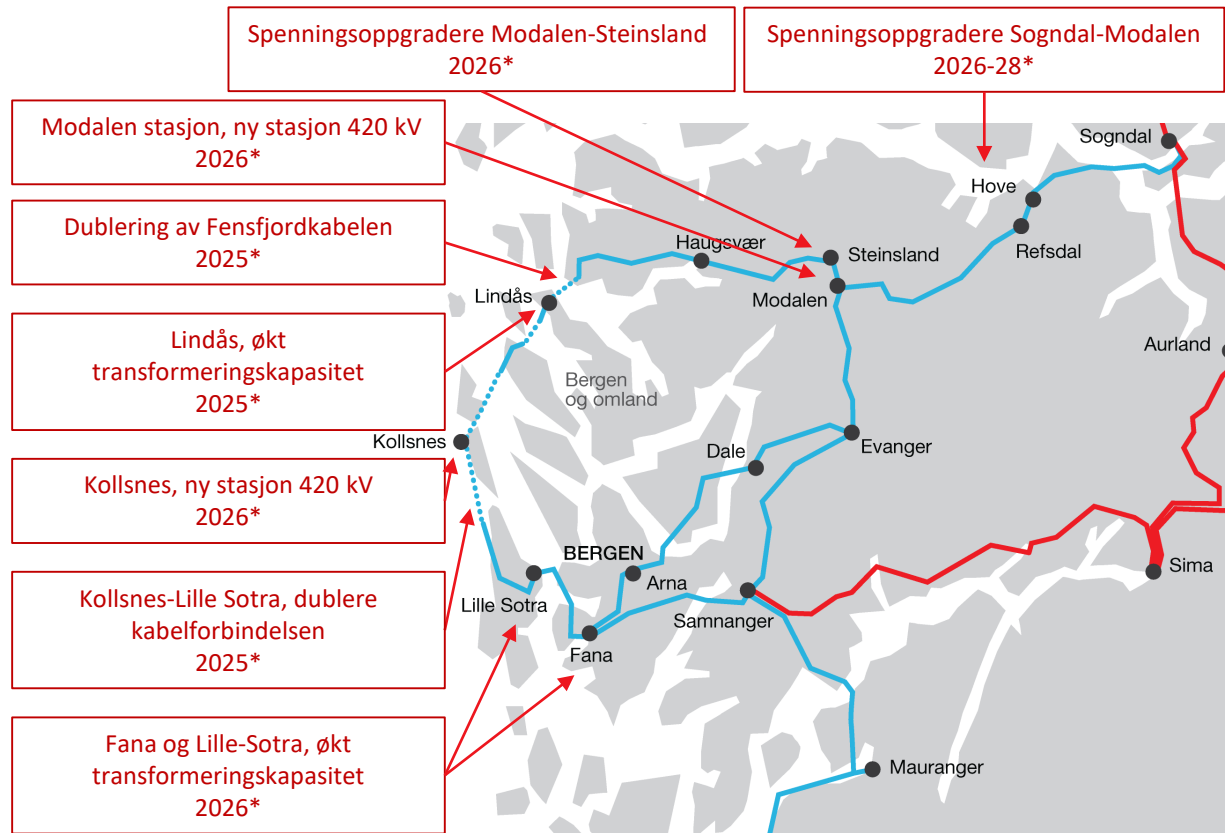 Spenningsoppgradere Modalen-Steinsland
2026*
Spenningsoppgradere Sogndal-Modalen
2026-28*
Modalen stasjon, ny stasjon 420 kV
2026*
Dublering av Fensfjordkabelen
2025*
Lindås, økt
transformeringskapasitet
2025*
Kollsnes, ny stasjon 420 kV
2026*
Kollsnes-Lille Sotra, dublere
kabelforbindelsen
2025*
Fana og Lille-Sotra, økt
transformeringskapasitet
2026*
Sogndal
Hove
Refsdal
Haugsvær
Steinsland
Modalen
Lindås
Aurland
Bergen
og omland
Kollsnes
Dale
Evanger
BERGEN
Arna
Sima
Lille Sotra
Samnanger
Fana
Mauranger